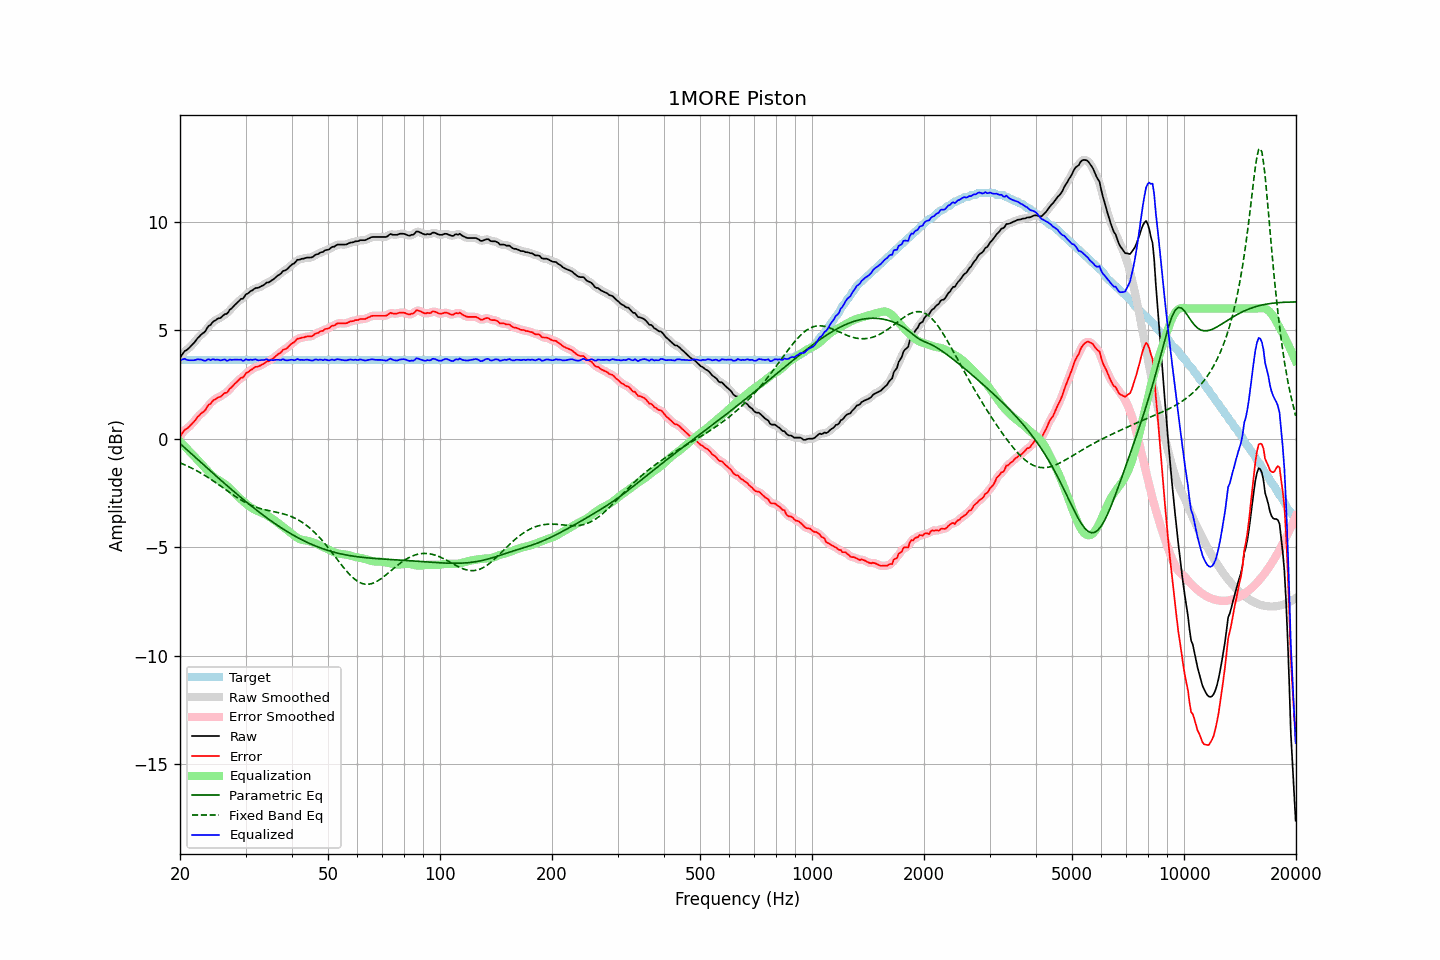 1MORE Piston
Amplitude (dBr)
10
5
0
−5
−10
−15
Target
Raw Smoothed
Error Smoothed
Raw
Error
Equalization
Parametric Eq
Fixed Band Eq
Equalized
20 50 100 200 500 1000 2000 5000 10000 20000
Frequency (Hz)